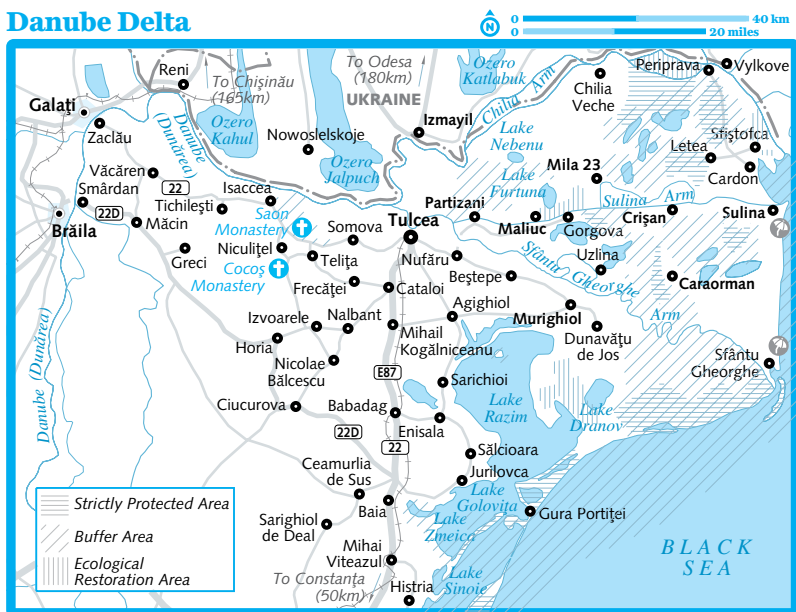 Danube Delta
N
0 40 km
0 20 miles
Reni
To Chişinău
(165km)
To Odesa
(180km)
UKRAINE
Ozero
Katlabuk
Periprava
Vylkove
Galaţi
Zaclău
Danube
(Dunărea)
Ozero
Kahul
Nowoselskoje
Ozero
Jalpuch
Izmayil
Chilia Arm
Chilia
Veche
Lake
Nebenu
Sfiştofca
Letea
Cardon
Văcăren
Smârdan
22
22D
Brăila
Tichileşti
Măcin
Isaccea
Saon
Monastery
Lake
Furtuna
Mila 23
Sulina Arm
Partizani
Maliuc
Gorgova
Crişan
Sulina
Greci
Niculiţel
Cocoş
Monastery
Somova
Teliţa
Tulcea
Nufăru
Sfântu Gheorghe
Arm
Uzlina
Beştepe
Caraorman
Frecăţei
Cataloi
Agighiol
Murighiol
Dunavăţu
de Jos
Izvoarele
Nalbant
Mihail
Kogălniceanu
Horia
Nicolae
Bălcescu
E87
Sfântu
Gheorghe
Sarichioi
Lake
Razim
Lake
Dranov
Ciucurova
Babadag
Enisala
22D
22
Sălcioara
Danube (Dunărea)
Ceamurlia
de Sus
Jurilovca
Lake
Goloviţa
Baia
Gura Portiţei
Sarighiol
de Deal
Lake
Zmeica
Mihai
Viteazul
To Constanţa
(50km)
Histria
Lake
Sinoie
BLACK
SEA
Strictly Protected Area
Buffer Area
Ecological
Restoration Area